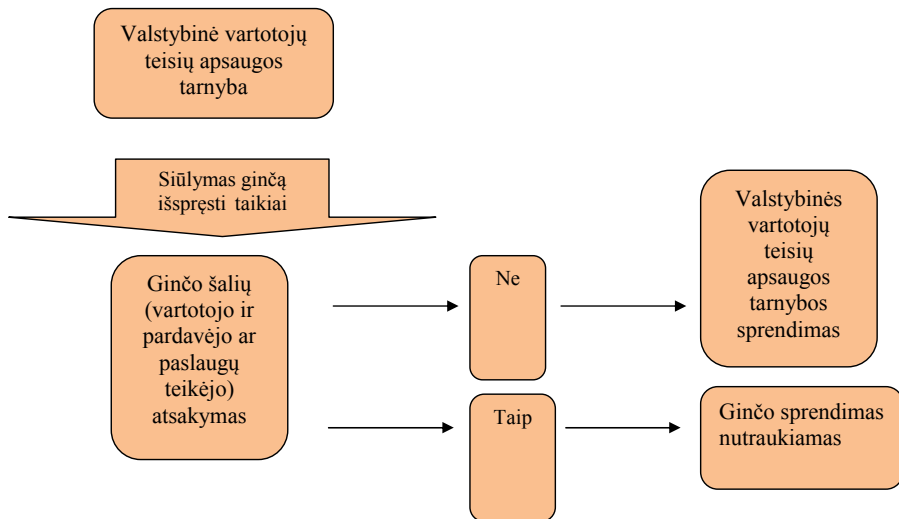 Valstybinė vartotojų
teisių apsaugos
tarnyba
Siūlymas ginčą
išspręsti taikiai
Ginčo šalių
(vartotojo ir
pardavėjo ar
paslaugų
teikėjo)
atsakymas
Ne
Valstybinės
vartotojų
teisių
apsaugos
tarnybos
sprendimas
Taip
Ginčo sprendimas
nutraukiamas